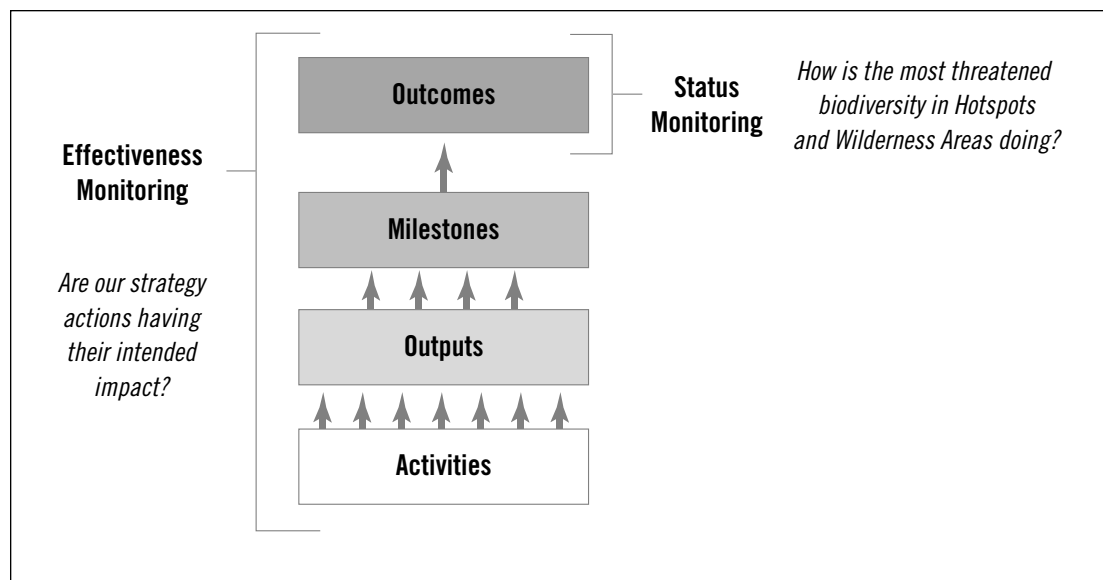 Effectiveness
Monitoring
Are our strategy
actions having
their intended
impact?
Outcomes
Milestones
Outputs
Activities
Status
Monitoring
How is the most threatened
biodiversity in Hotspots
and Wilderness Areas doing?